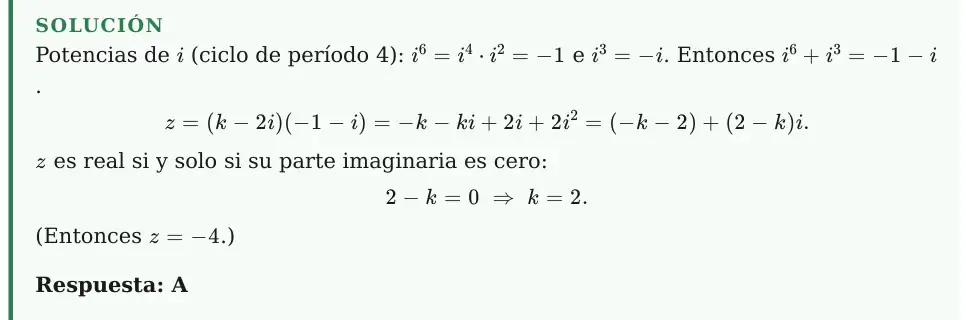 SOLUCIÓN
Potencias de i (ciclo de período 4): i⁶ = i⁴ · i² = −1 e i³ = −i. Entonces i⁶ + i³ = −1 − i
.
z = (k − 2i)(−1 − i) = −k − ki + 2i + 2i² = (−k − 2) + (2 − k)i.
z es real si y solo si su parte imaginaria es cero:
2 − k = 0 ⇒ k = 2.
(Entonces z = −4.)
Respuesta: A